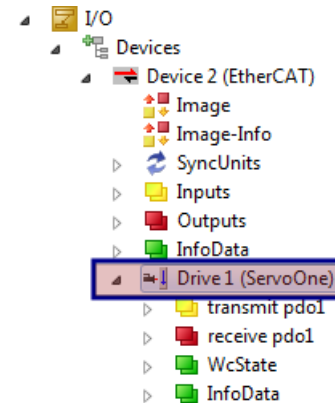 I/O
Devices
Device 2 (EtherCAT)
Image
Image-Info
SyncUnits
Inputs
Outputs
InfoData
Drive 1 (ServoOne)
transmit pdo1
receive pdo1
WcState
InfoData